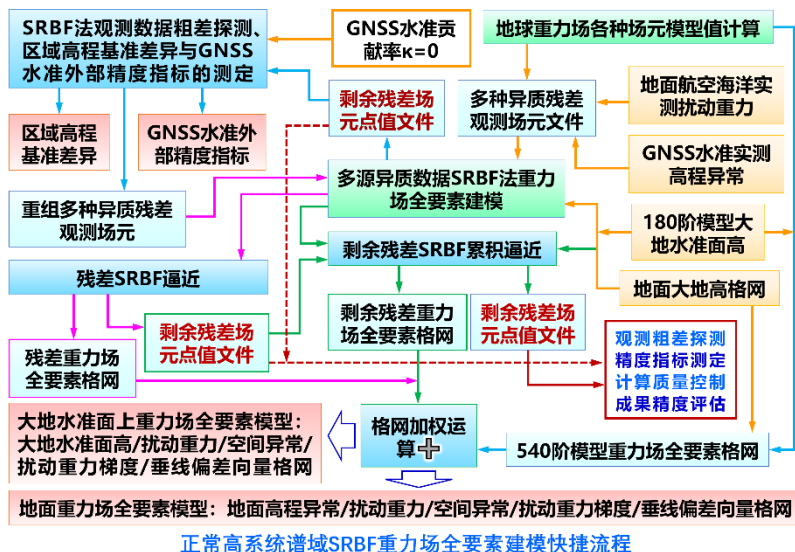 SRBF法观测数据粗差探测、
区域高程基准差异与GNSS
水准外部精度指标的测定
GNSS水准贡
献率κ=0
地球重力场各种场元模型值计算
剩余残差场
元点值文件
多种异质残差
观测场元文件
地面航空海洋实
测扰动重力
区域高程
基准差异
GNSS水准外
部精度指标
GNSS水准实测
高程异常
多源异质数据SRBF法重力
场全要素建模
重组多种异质残差
观测场元
180阶模型大
地水准面高
剩余残差SRBF累积逼近
残差SRBF逼近
地面大地高格网
剩余残差场
元点值文件
剩余残差重力
场全要素格网
剩余残差场
元点值文件
观测粗差探测
精度指标测定
计算质量控制
成果精度评估
残差重力场
全要素格网
大地水准面上重力场全要素模型：
大地水准面高/扰动重力/空间异常/
扰动重力梯度/垂线偏差向量格网
格网加权运
算+
540阶模型重力场全要素格网
地面重力场全要素模型：地面高程异常/扰动重力/空间异常/扰动重力梯度/垂线偏差向量格网
正常高系统谱域SRBF重力场全要素建模快捷流程